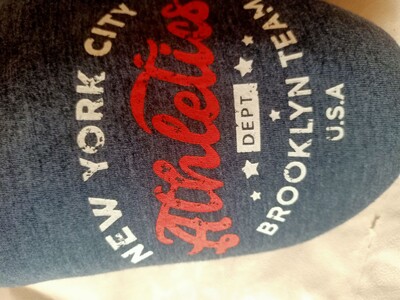 NEW YORK CITY
Athletics
DEPT.
BROOKLYN TEAM
U.S.A